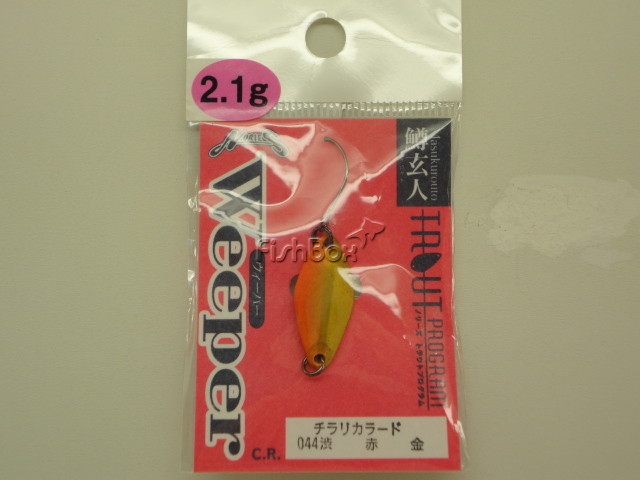 2.1g
Weeper
ウィーパー
C.R.
鱒玄人
Masukurouto
TROUT PROGRAM
ノリーズ トラウトプログラム
FishBox
チラリカラード
044渋 赤 金